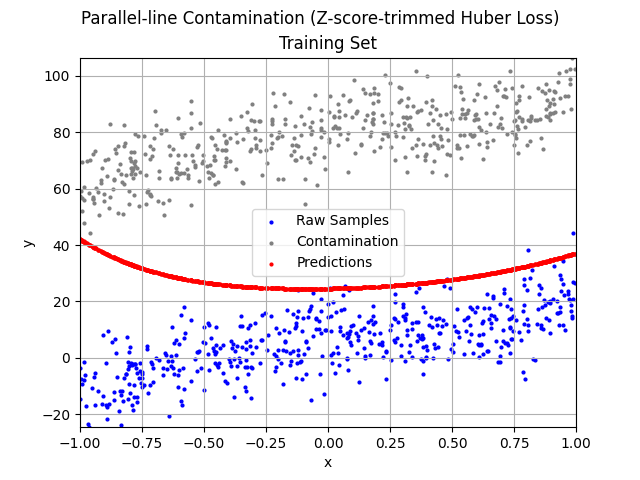 Parallel-line Contamination (Z-score-trimmed Huber Loss)
Training Set
100
80
60
40
20
0
−20
y
Raw Samples
Contamination
Predictions
−1.00 −0.75 −0.50 −0.25 0.00 0.25 0.50 0.75 1.00
x